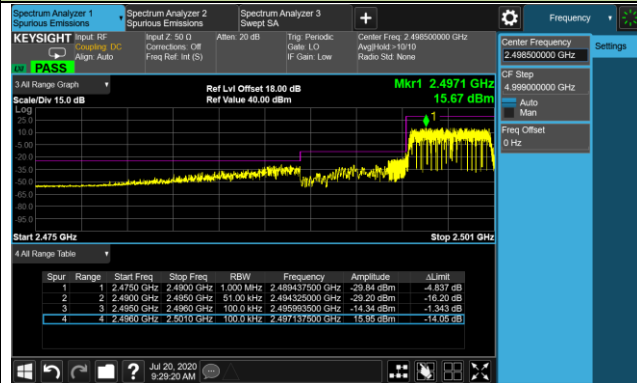 Spectrum Analyzer 1
Spurious Emissions
Spectrum Analyzer 2
Spurious Emissions
Spectrum Analyzer 3
Swept SA
+
Frequency
KEYSIGHT
Input: RF
Coupling: DC
Align: Auto
Input Z: 50 Ω
Corrections: Off
Freq Ref: Int (S)
Atten: 20 dB
Trig: Periodic
Gate: LO
IF Gain: Low
Center Freq: 2.498500000 GHz
Avg|Hold:>10/10
Radio Std: None
PASS
Center Frequency
2.498500000 GHz
Settings
CF Step
4.999000000 GHz
Auto
Man
Freq Offset
0 Hz
3 All Range Graph
Scale/Div 15.0 dB
Ref Lvl Offset 18.00 dB
Ref Value 40.00 dBm
Mkr1 2.4971 GHz
15.67 dBm
Log
25.0
10.0
-5.00
-20.0
-35.0
-50.0
-65.0
-80.0
-95.0
1
Start 2.475 GHz
Stop 2.501 GHz
4 All Range Table
Spur Range Start Freq Stop Freq RBW Frequency Amplitude ΔLimit
1 1 2.4750 GHz 2.4900 GHz 1.000 MHz 2.489437500 GHz -29.84 dBm -4.837 dB
2 2 2.4900 GHz 2.4950 GHz 51.00 kHz 2.494325000 GHz -29.20 dBm -16.20 dB
3 3 2.4950 GHz 2.4960 GHz 100.0 kHz 2.495993500 GHz -14.34 dBm -1.343 dB
4 4 2.4960 GHz 2.5010 GHz 100.0 kHz 2.497137500 GHz 15.95 dBm -14.05 dB
?
Jul 20, 2020
9:29:20 AM